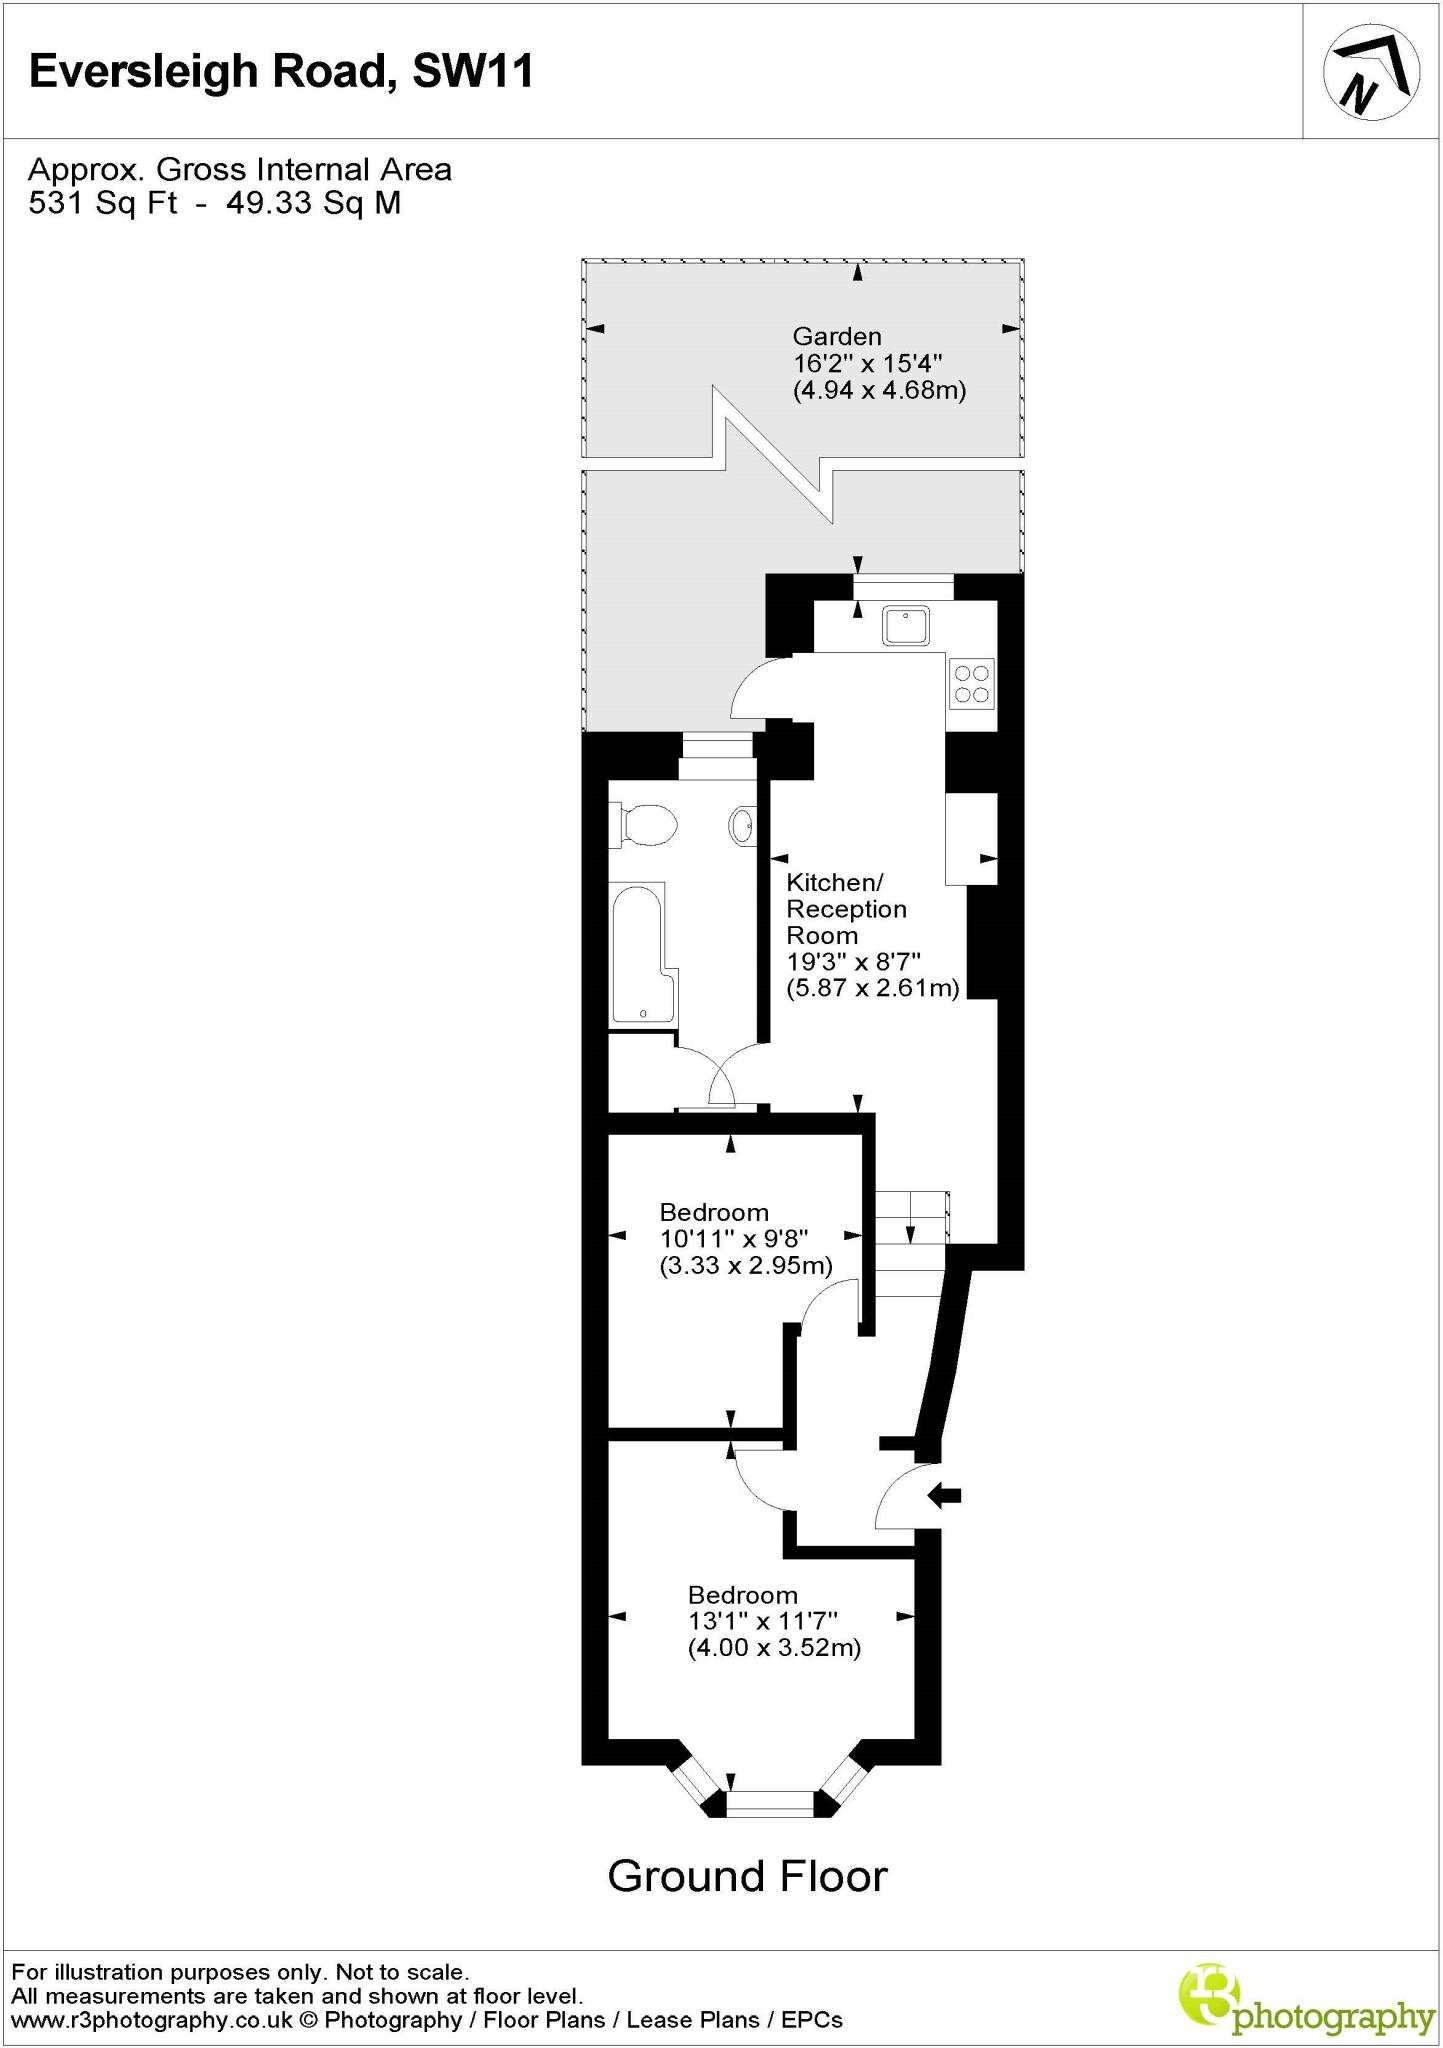 Eversleigh Road, SW11
N
Approx. Gross Internal Area
531 Sq Ft - 49.33 Sq M
Garden
16'2" x 15'4"
(4.94 x 4.68m)
Kitchen/
Reception
Room
19'3" x 8'7"
(5.87 x 2.61m)
Bedroom
10'11" x 9'8"
(3.33 x 2.95m)
Bedroom
13'1" x 11'7"
(4.00 x 3.52m)
Ground Floor
For illustration purposes only. Not to scale.
All measurements are taken and shown at floor level.
www.r3photography.co.uk © Photography / Floor Plans / Lease Plans / EPCs
r3 photography